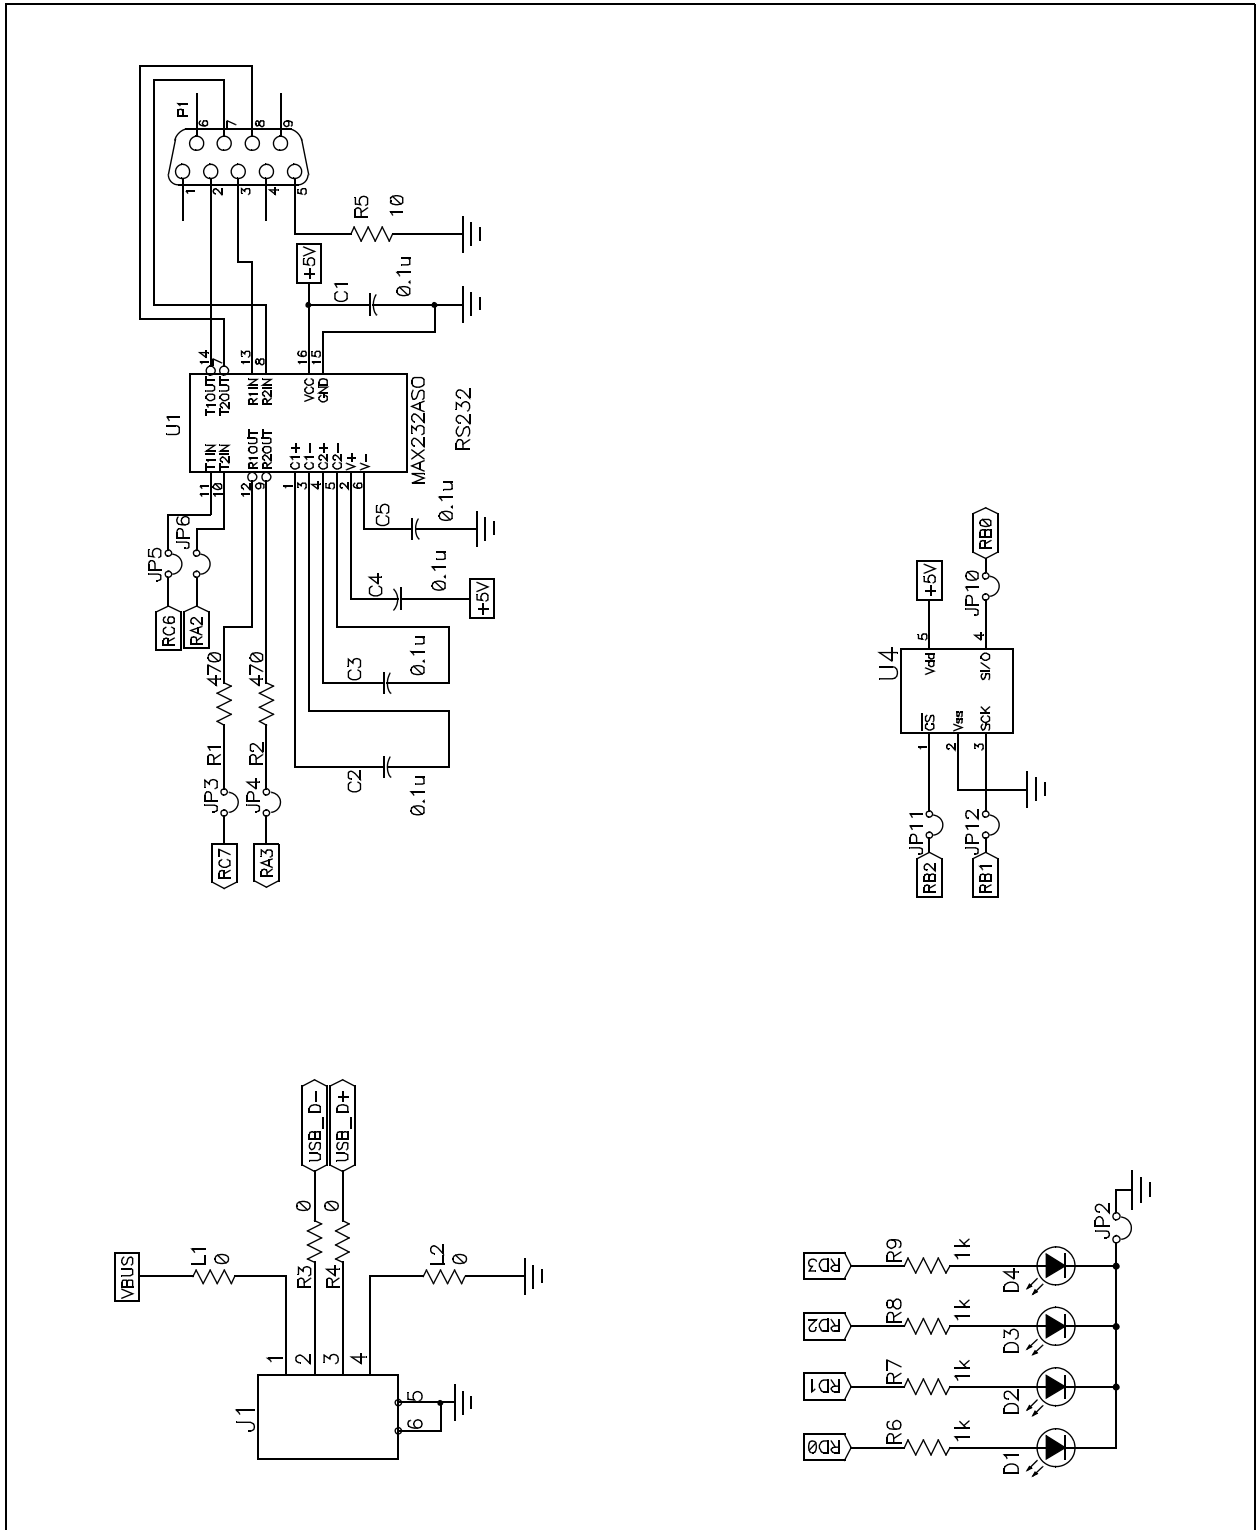 P1
6
7
8
9
1
2
3
4
5
R5
10
+5V
C1
0.1u
14
7
13
8
16
15
U1
T1OUT
T2OUT
R1IN
R2IN
VCC
GND
T1IN
T2IN
R1OUT
R2OUT
C1+
C1-
C2+
C2-
V+
V-
MAX232ASO
RS232
11
10
12
9
1
3
4
5
2
6
JP5
JP6
RC6
RA2
C5
0.1u
C4
0.1u
+5V
C3
0.1u
C2
0.1u
470
470
R1
R2
JP3
JP4
RC7
RA3
RB0
JP10
+5V
5
4
U4
Vdd
SI/O
CS
Vss
SCK
1
2
3
JP11
JP12
RB2
RB1
USB_D-
USB_D+
VBUS
L1
0
R3
0
R4
0
L2
0
1
2
3
4
J1
5
6
JP2
RD3
R9
1k
D4
RD2
R8
1k
D3
RD1
R7
1k
D2
RD0
R6
1k
D1